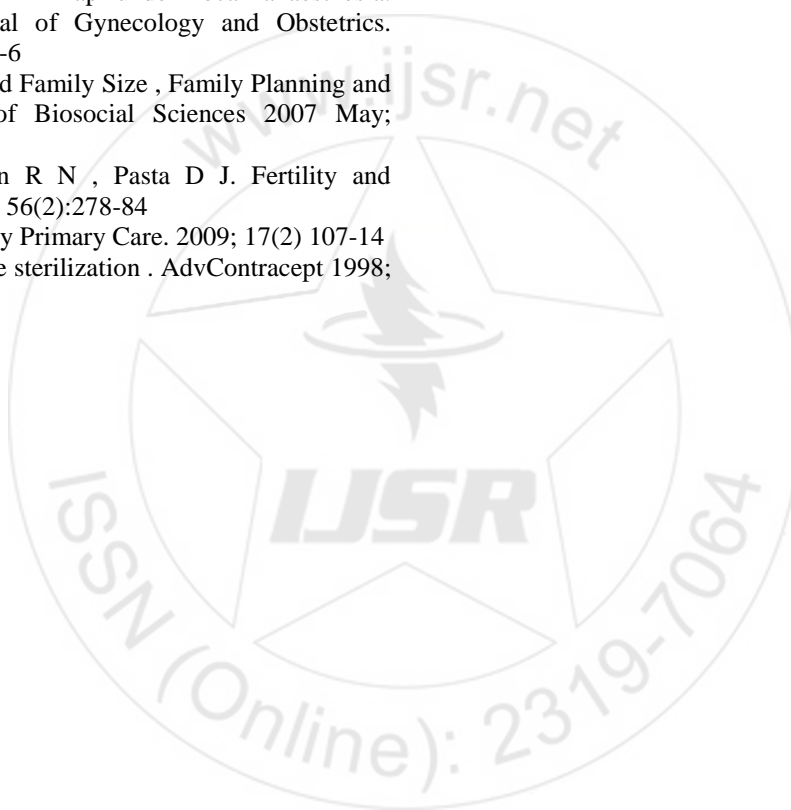 al of Gynecology and Obstetrics.
-6
d Family Size , Family Planning and
of Biosocial Sciences 2007 May;
n R N , Pasta D J. Fertility and
56(2):278-84
y Primary Care. 2009; 17(2) 107-14
e sterilization . AdvContracept 1998;
www.ijsr.net
IJSR
ISSN (Online): 2319-7064